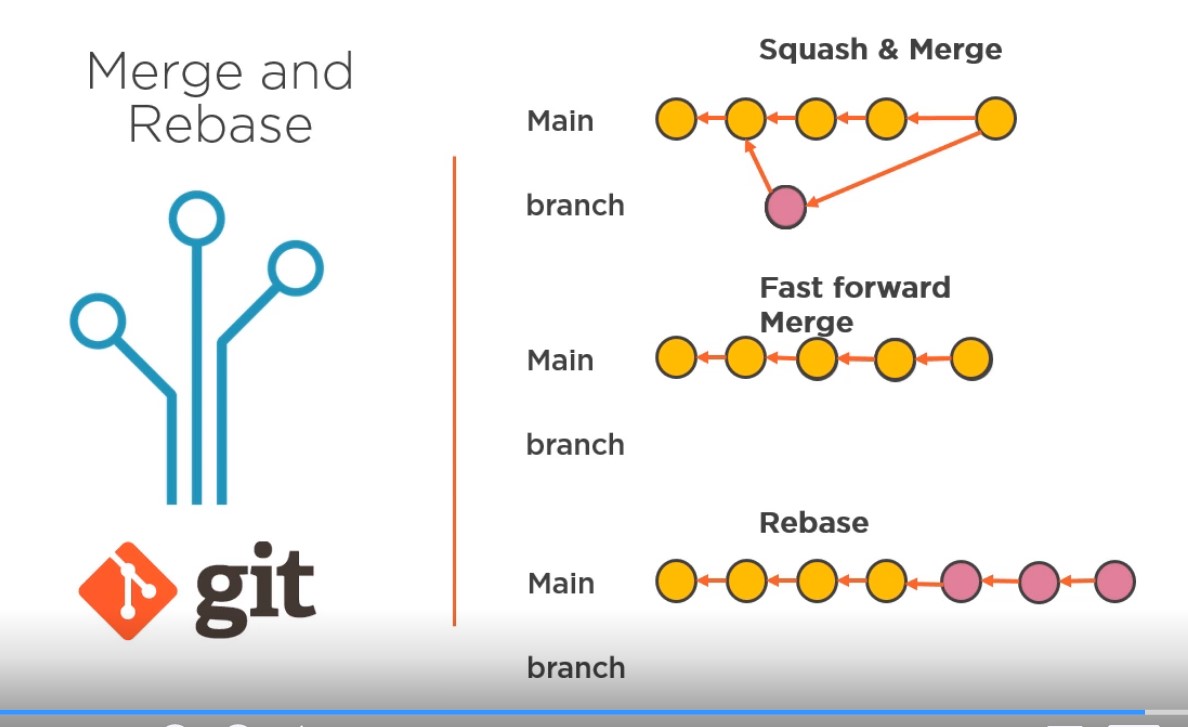 Merge and
Rebase
git
Squash & Merge
Main
branch
Fast forward
Merge
Main
branch
Rebase
Main
branch